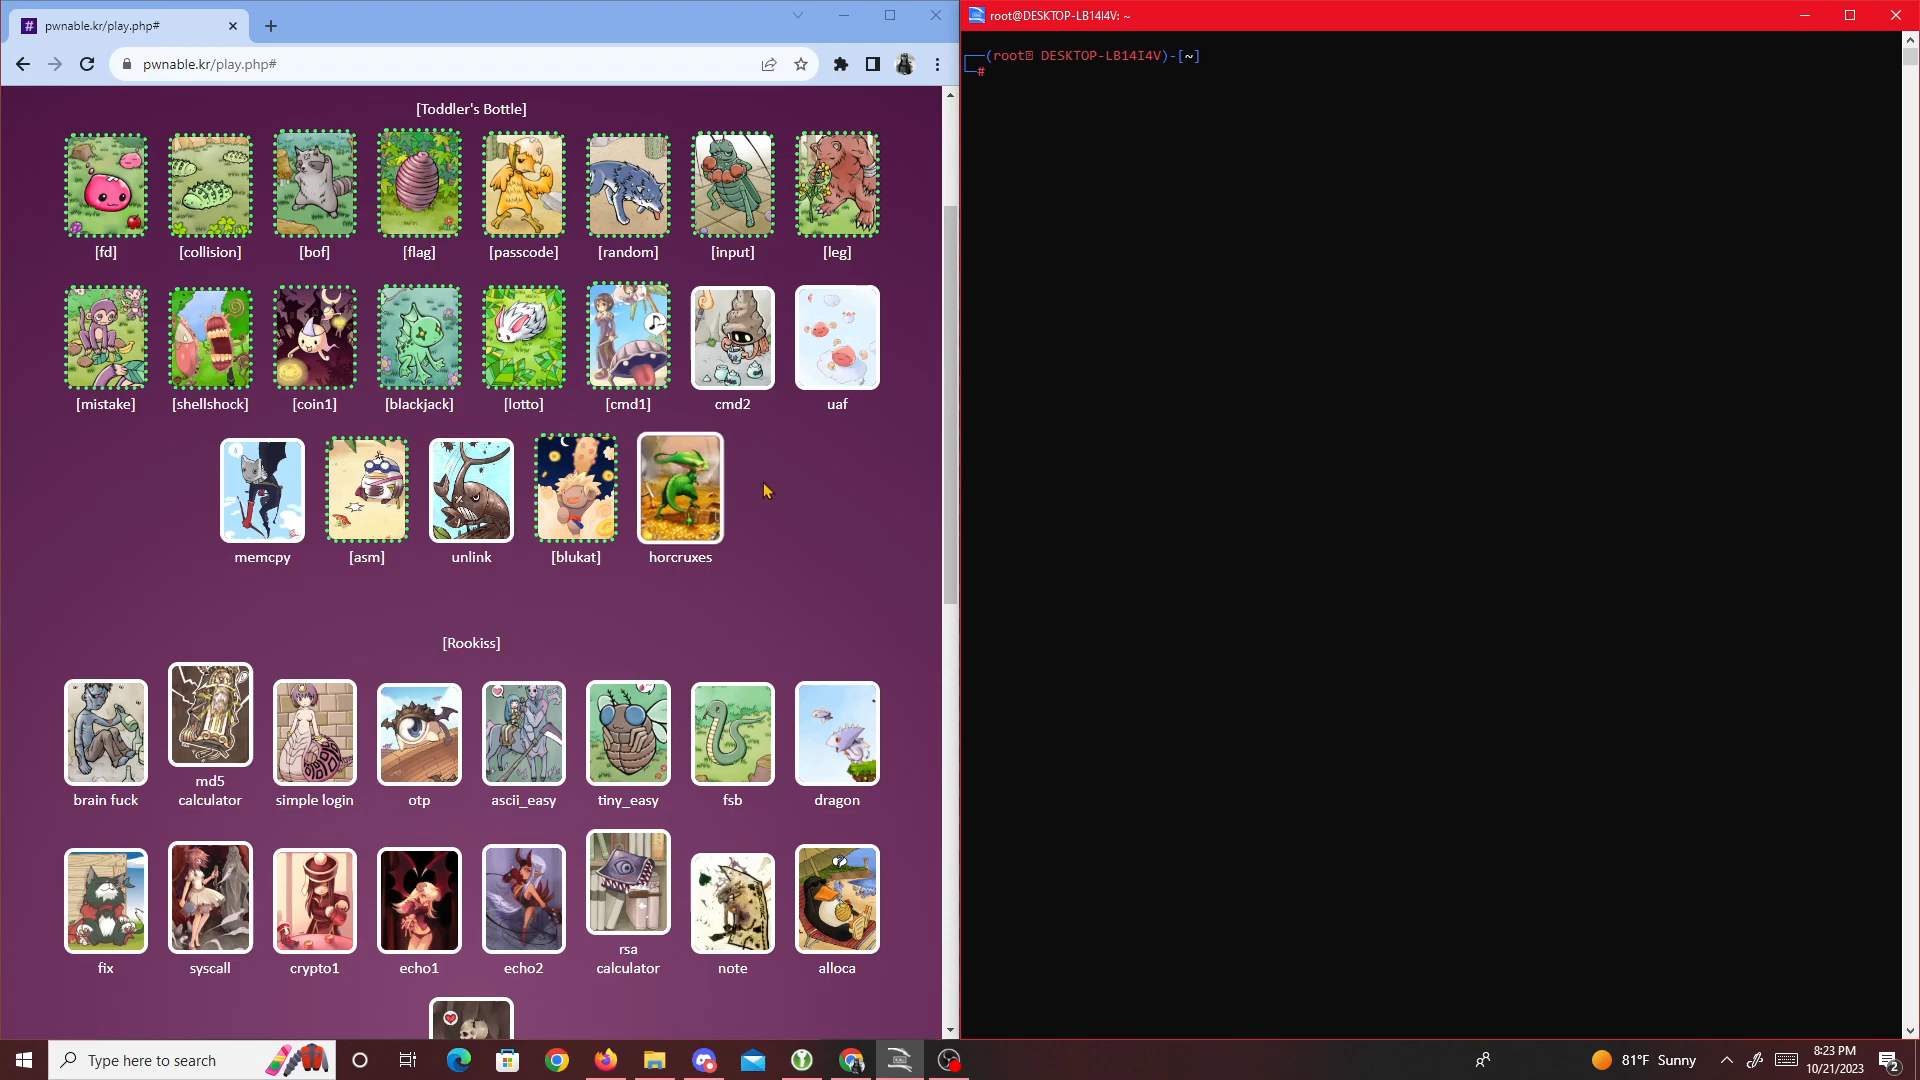 pwnable.kr/play.php#
pwnable.kr/play.php#
[Toddler's Bottle]
[fd] [collision] [bof] [flag] [passcode] [random] [input] [leg]
[mistake] [shellshock] [coin1] [blackjack] [lotto] [cmd1] cmd2 uaf
memcpy [asm] unlink [blukat] horcruxes
[Rookiss]
brain fuck md5 calculator simple login otp ascii_easy tiny_easy fsb dragon
fix syscall crypto1 echo1 echo2 rsa calculator note alloca
root@DESKTOP-LB14I4V: ~
(root DESKTOP-LB14I4V)-[~]
#
Type here to search
81°F Sunny
8:23 PM
10/21/2023
2